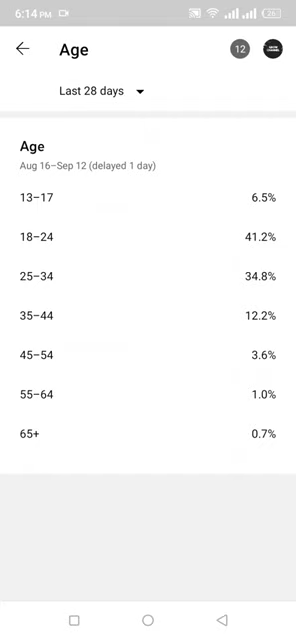 6:14 PM
26
Age
12
Last 28 days
Age
Aug 16–Sep 12 (delayed 1 day)
13–17 6.5%
18–24 41.2%
25–34 34.8%
35–44 12.2%
45–54 3.6%
55–64 1.0%
65+ 0.7%